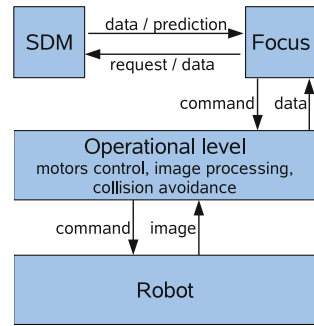 data / prediction
SDM
Focus
request / data
command
data
Operational level
motors control, image processing,
collision avoidance
command
image
Robot